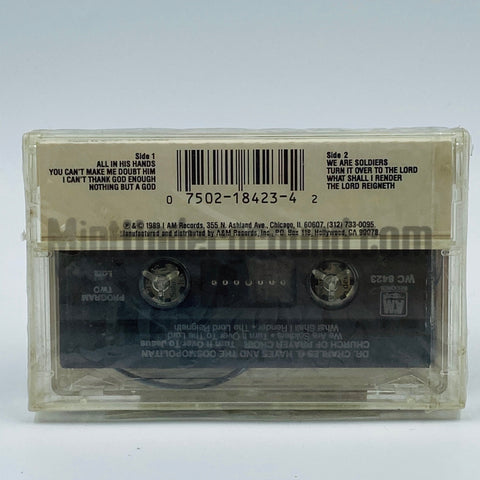 Side 1
ALL IN HIS HANDS
YOU CAN'T MAKE ME DOUBT HIM
I CAN'T THANK GOD ENOUGH
NOTHING BUT A GOD
Side 2
WE ARE SOLDIERS
TURN IT OVER TO THE LORD
WHAT SHALL I RENDER
THE LORD REIGNETH
0 7502-18423-4 2
℗ & © 1989 I AM Records, 355 N. Ashland Ave., Chicago, IL 60607, (312) 733-0095
Manufactured and distributed by A&M Records, Inc., P.O. Box 118, Hollywood, CA 90078
WC 8423
AM
RECORDS
PROGRAM
TWO
DR. CHARLES G. HAYES AND THE COSMOPOLITAN
CHURCH OF PRAYER CHOIR: Turn It Over To Jesus
We Are Soldiers • Turn It Over To The Lord
What Shall I Render • The Lord Reigneth